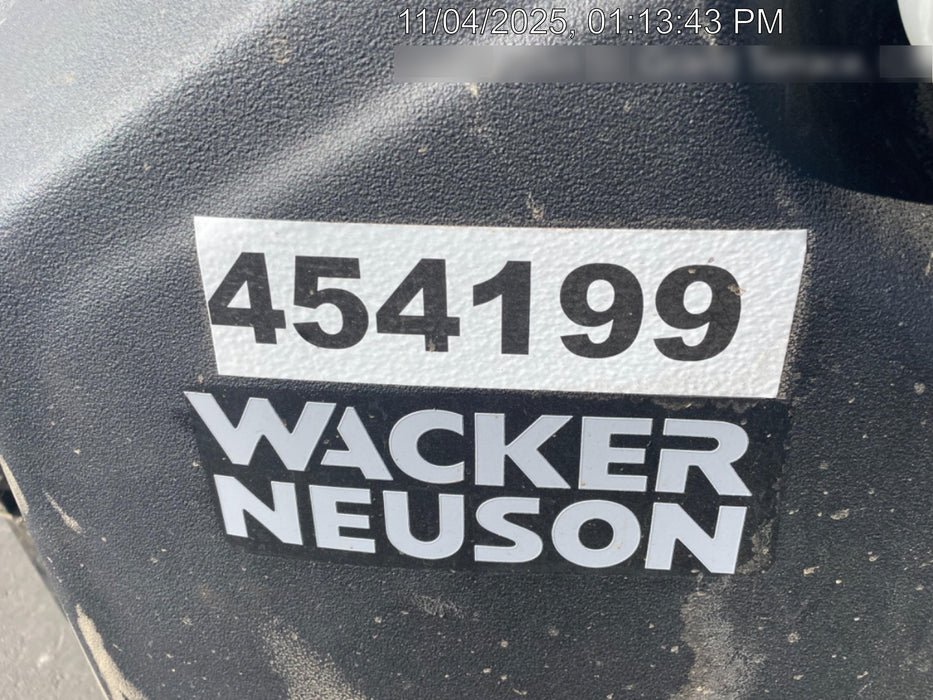 11/04/2025, 01:13:43 PM
454199
WACKER
NEUSON